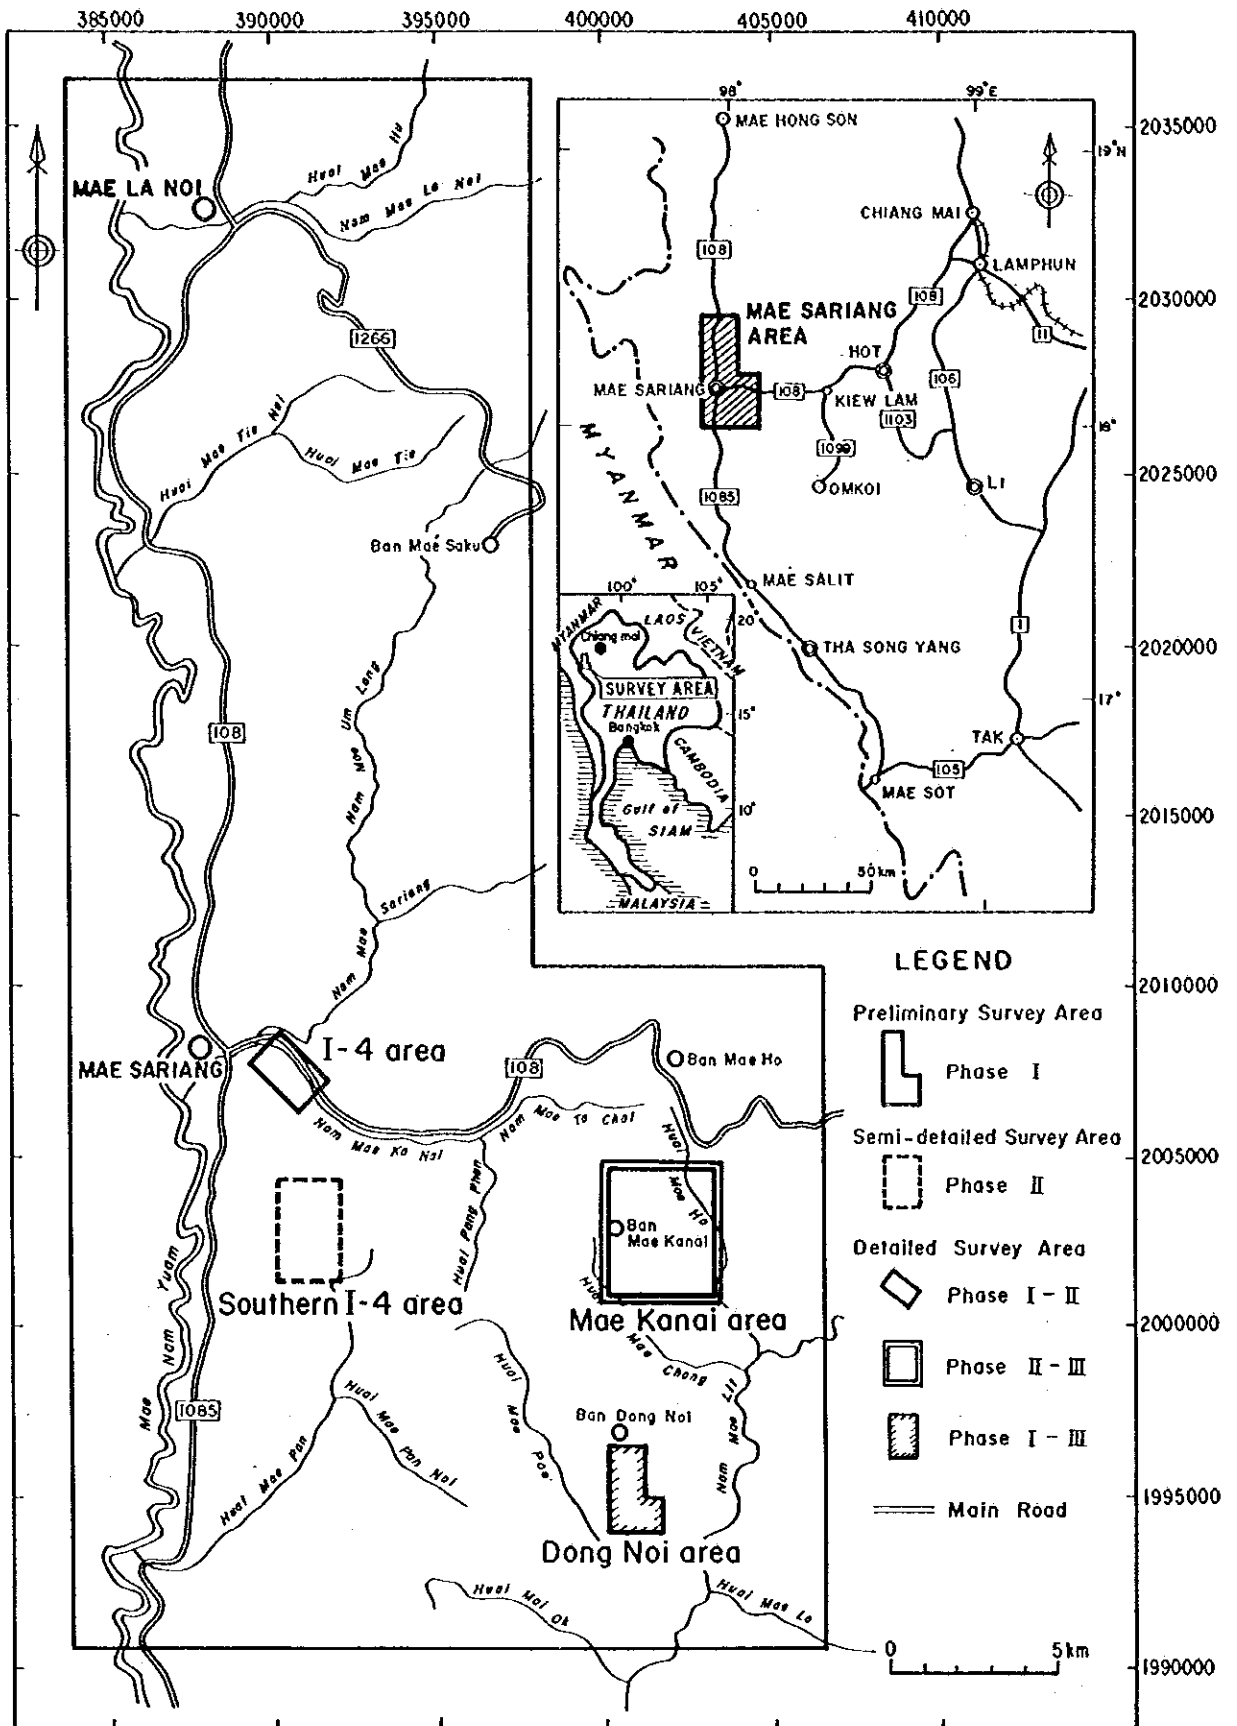 385000
390000
395000
400000
405000
410000
98°
99°E
MAE HONG SON
2035000
19°N
Huai Mae Hu
MAE LA NOI
Nam Mae La Noi
CHIANG MAI
108
LAMPHUN
108
2030000
MAE SARIANG
AREA
11
1266
HOT
106
MAE SARIANG
108
KIEW LAM
1103
Huai Mae Tia Noi
Huai Mae Tia
18°
1099
MYANMAR
1085
OMKOI
LI
2025000
Ban Mae Saku
MAE SALIT
100°
105°
MYANMAR
LAOS
VIETNAM
20°
Chiang mai
1
THA SONG YANG
2020000
SURVEY AREA
THAILAND
15°
17°
Nam Mae Um Long
Bangkok
108
TAK
CAMBODIA
105
MAE SOT
Gulf of
SIAM
10°
2015000
0
50km
MALAYSIA
Nam Mae Sariang
LEGEND
2010000
Preliminary Survey Area
Phase I
MAE SARIANG
I-4 area
108
Ban Mae Ho
Nam Mae Ka Nai
Nam Mae Ta Chai
Huai Mae Ho
Semi-detailed Survey Area
2005000
Phase II
Huai Pang Phan
Ban
Mae Kanai
Detailed Survey Area
Mae Nam Yuam
Phase I - II
Southern I-4 area
Huai
Mae Kanai area
2000000
Mae Chong
Phase II - III
Huai Mae Pae
Nam Mae Lit
1085
Huai Mae Pan
Huai Mae Pan Noi
Ban Dong Noi
Phase I - III
1995000
Main Road
Dong Noi area
Huai Mai Ok
Huai Mae La
0
5km
1990000